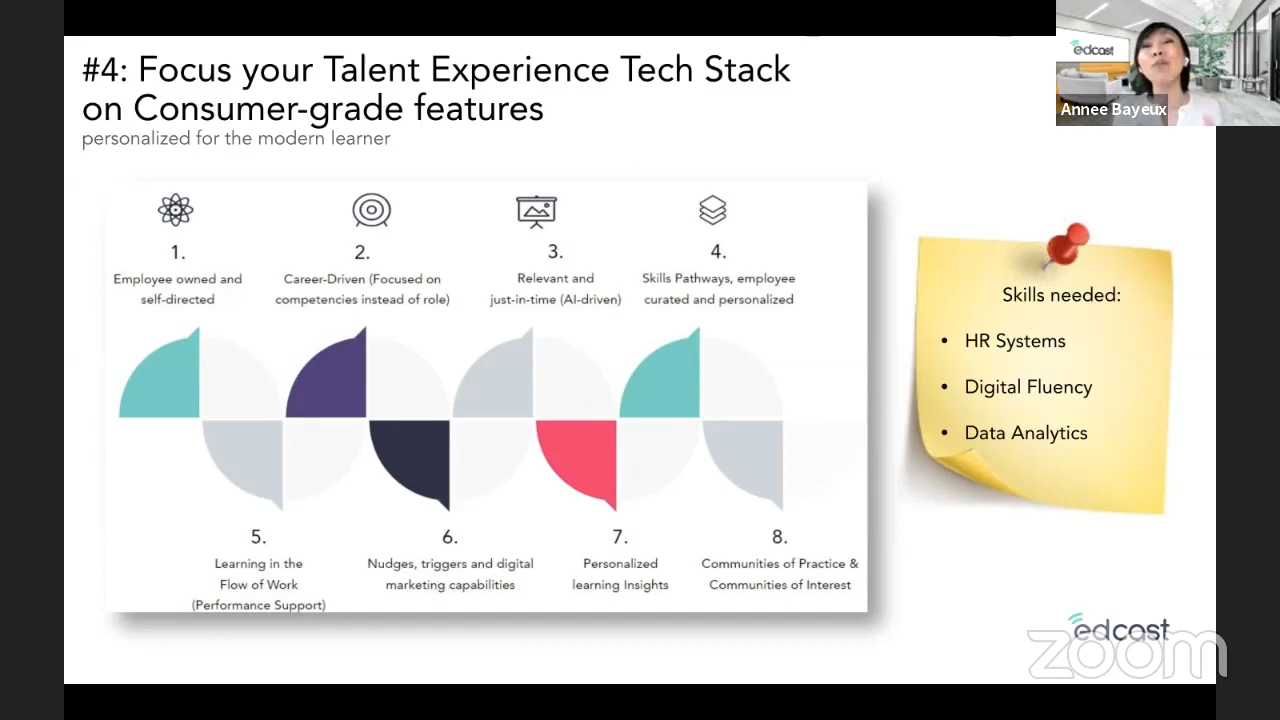 #4: Focus your Talent Experience Tech Stack
on Consumer-grade features
personalized for the modern learner
edcast
Annee Bayeux
1.
Employee owned and
self-directed
2.
Career-Driven (Focused on
competencies instead of role)
3.
Relevant and
just-in-time (AI-driven)
4.
Skills Pathways, employee
curated and personalized
5.
Learning in the
Flow of Work
(Performance Support)
6.
Nudges, triggers and digital
marketing capabilities
7.
Personalized
learning Insights
8.
Communities of Practice &
Communities of Interest
Skills needed:
• HR Systems
• Digital Fluency
• Data Analytics
edcast
zoom